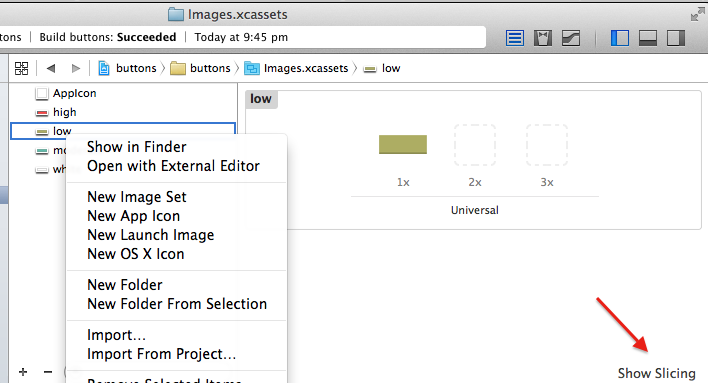 Images.xcassets
tons | Build buttons: Succeeded | Today at 9:45 pm
buttons > buttons > Images.xcassets > low
AppIcon
high
low
mo
wh
low
1x 2x 3x
Universal
Show in Finder
Open with External Editor
New Image Set
New App Icon
New Launch Image
New OS X Icon
New Folder
New Folder From Selection
Import...
Import From Project...
Remove Selected Items
+ −
Show Slicing